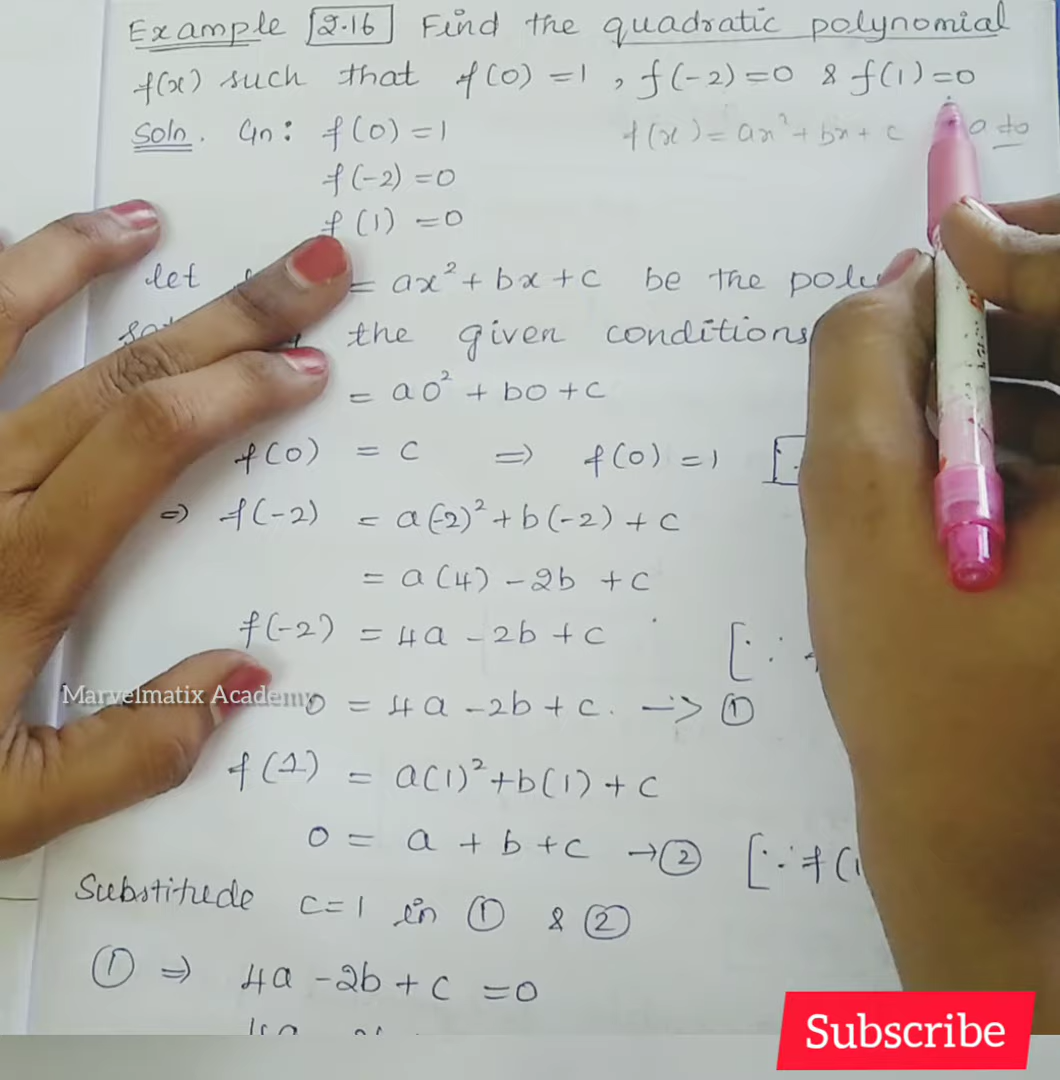 Example 2.16 Find the quadratic polynomial
f(x) such that f(0) = 1, f(-2) = 0 & f(1) = 0
Soln. Gn: f(0) = 1 f(x) = ax² + bx + c
f(-2) = 0
f(1) = 0
let = ax² + bx + c be the
the given conditions
= a0² + b0 + c
f(0) = c ⇒ f(0) = 1
⇒ f(-2) = a(-2)² + b(-2) + c
= a(4) - 2b + c
f(-2) = 4a - 2b + c [∵
Marvelmatix Academy
0 = 4a - 2b + c. → ①
f(1) = a(1)² + b(1) + c
0 = a + b + c → ② [∵ f(1
Substitude c = 1 in ① & ②
① ⇒ 4a - 2b + c = 0
Subscribe